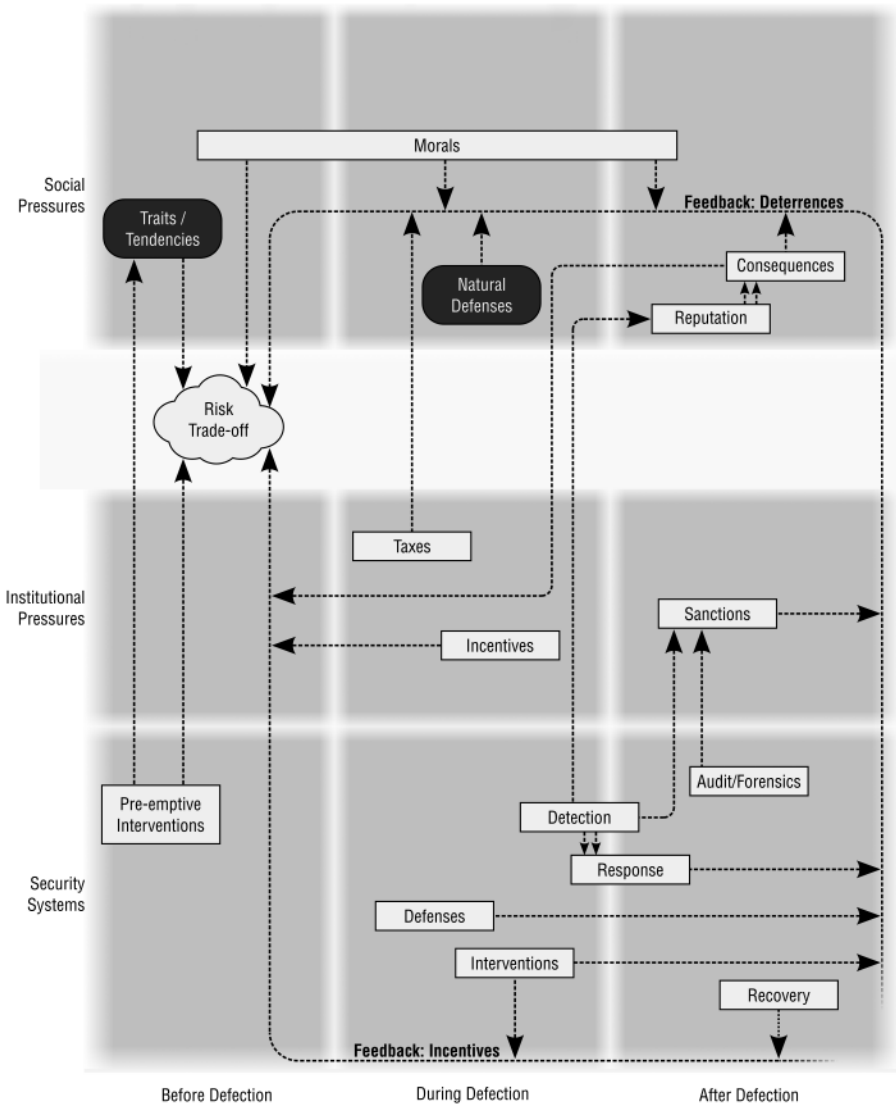 Morals
Social
Pressures
Traits /
Tendencies
Feedback: Deterrences
Natural
Defenses
Consequences
Reputation
Risk
Trade-off
Taxes
Institutional
Pressures
Sanctions
Incentives
Pre-emptive
Interventions
Audit/Forensics
Detection
Response
Security
Systems
Defenses
Interventions
Recovery
Feedback: Incentives
Before Defection
During Defection
After Defection